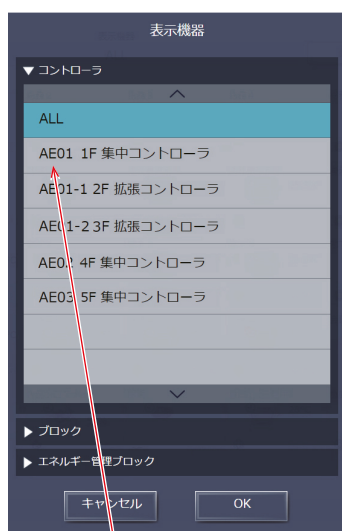 表示機器
▼ コントローラ
ALL
AE01 1F 集中コントローラ
AE01-1 2F 拡張コントローラ
AE01-2 3F 拡張コントローラ
AE02 4F 集中コントローラ
AE03 5F 集中コントローラ
▶ ブロック
▶ エネルギー管理ブロック
キャンセル OK